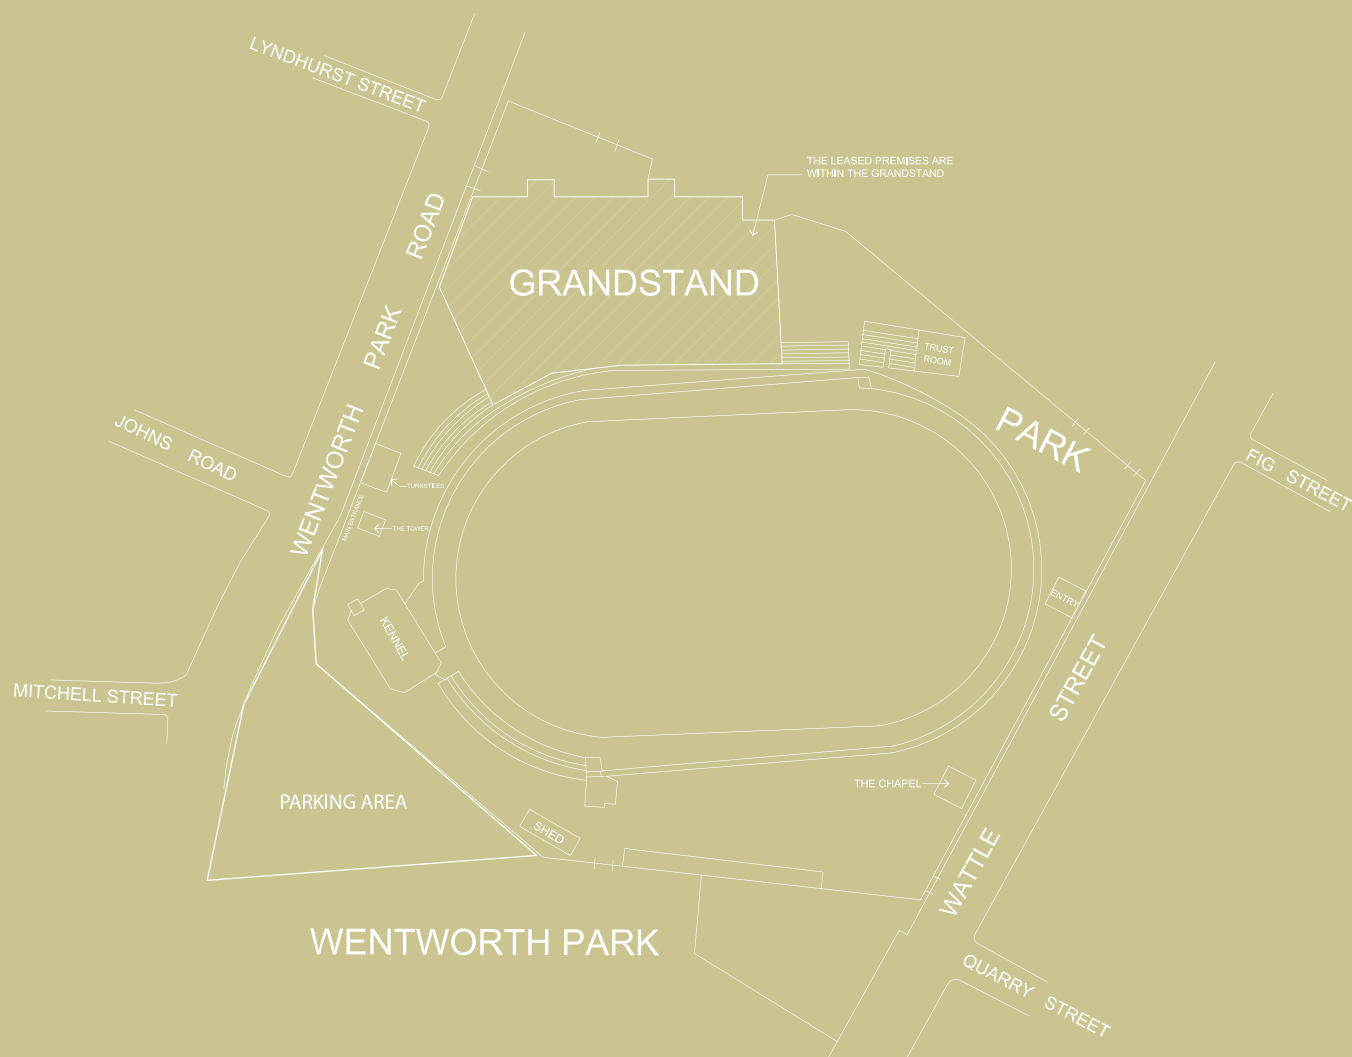 LYNDHURST STREET
THE LEASED PREMISES ARE
WITHIN THE GRANDSTAND
WENTWORTH PARK ROAD
GRANDSTAND
TRUST
ROOM
PARK
JOHNS ROAD
FIG STREET
TURNSTILES
MAIN ENTRANCE
THE TOWER
ENTRY
KENNEL
MITCHELL STREET
WATTLE STREET
THE CHAPEL
PARKING AREA
SHED
WENTWORTH PARK
QUARRY STREET